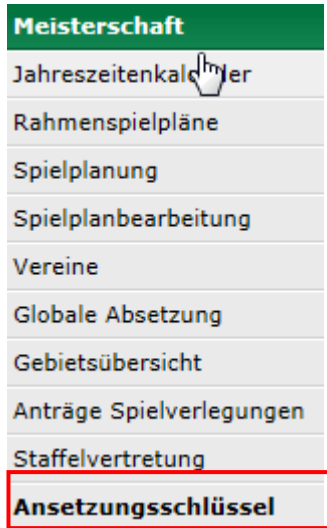 Meisterschaft
Jahreszeitenkalender
Rahmenspielpläne
Spielplanung
Spielplanbearbeitung
Vereine
Globale Absetzung
Gebietsübersicht
Anträge Spielverlegungen
Staffelvertretung
Ansetzungsschlüssel